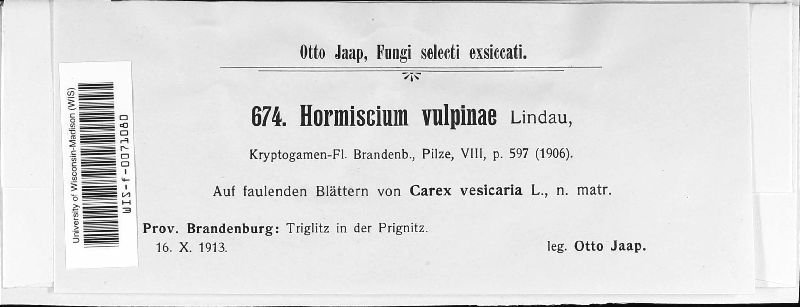 Otto Jaap, Fungi selecti exsiccati.
674. Hormiscium vulpinae Lindau,
Kryptogamen-Fl. Brandenb., Pilze, VIII, p. 597 (1906).
Auf faulenden Blättern von Carex vesicaria L., n. matr.
Prov. Brandenburg: Triglitz in der Prignitz.
16. X. 1913.
leg. Otto Jaap.
University of Wisconsin-Madison (WIS)
WIS-f-0071080